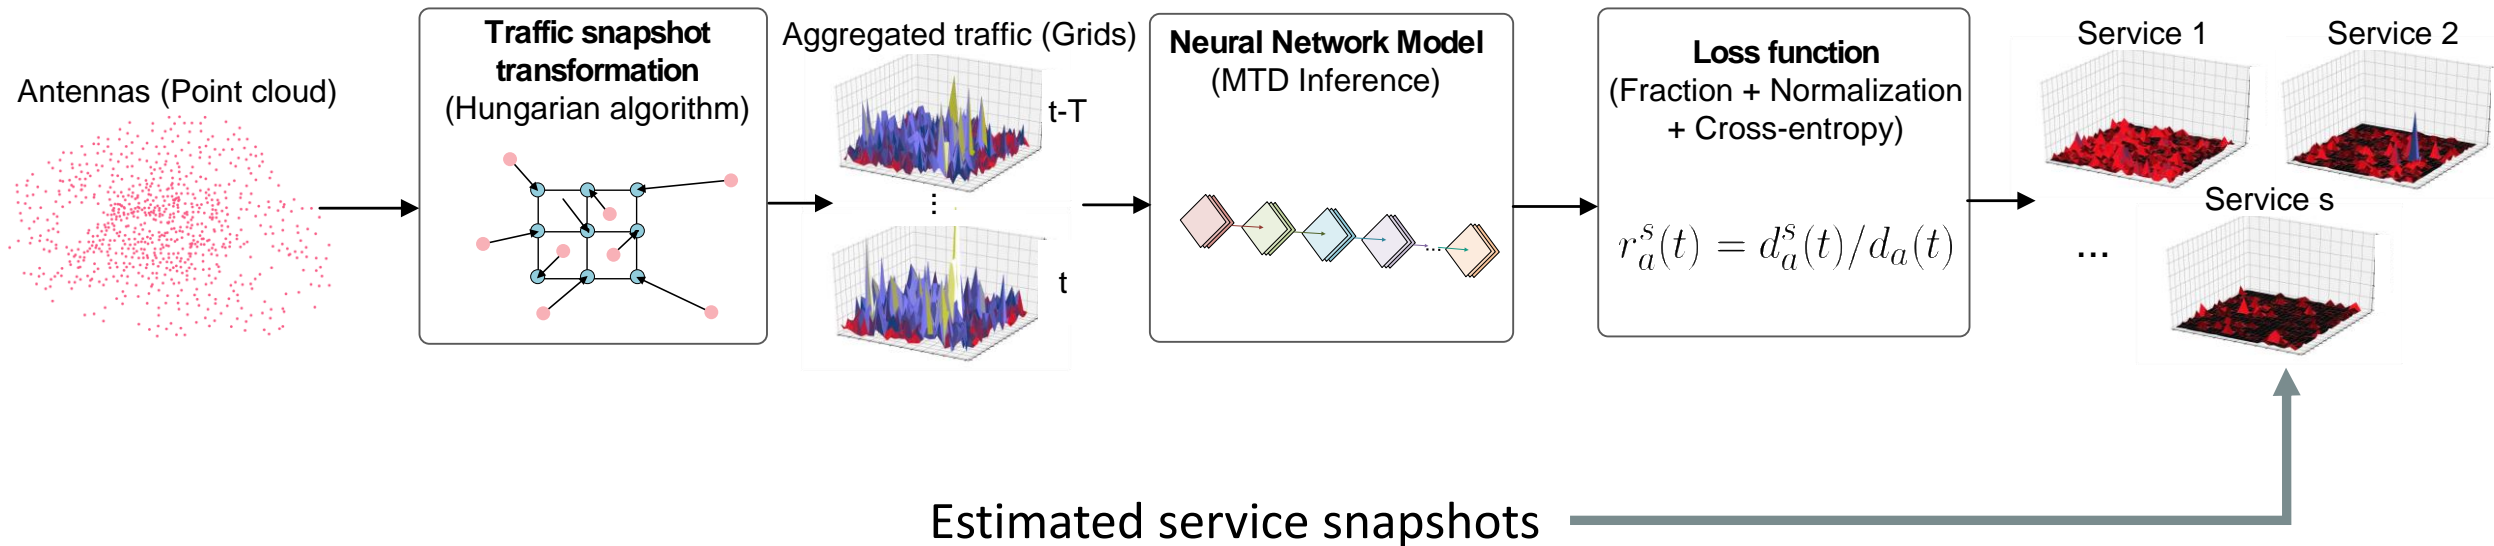 Antennas (Point cloud)
Traffic snapshot
transformation
(Hungarian algorithm)
Aggregated traffic (Grids)
t-T
⋮
t
Neural Network Model
(MTD Inference)
...
Loss function
(Fraction + Normalization
+ Cross-entropy)
r_a^s(t) = d_a^s(t)/d_a(t)
Service 1
Service 2
...
Service s
Estimated service snapshots